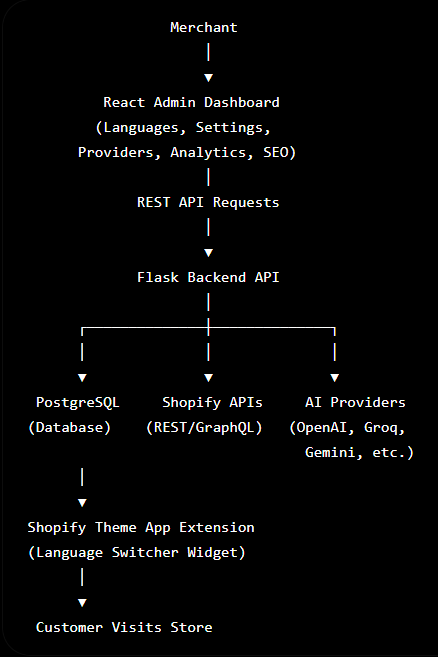 Merchant
React Admin Dashboard
(Languages, Settings,
Providers, Analytics, SEO)
REST API Requests
Flask Backend API
PostgreSQL Shopify APIs AI Providers
(Database) (REST/GraphQL) (OpenAI, Groq,
Gemini, etc.)
Shopify Theme App Extension
(Language Switcher Widget)
Customer Visits Store